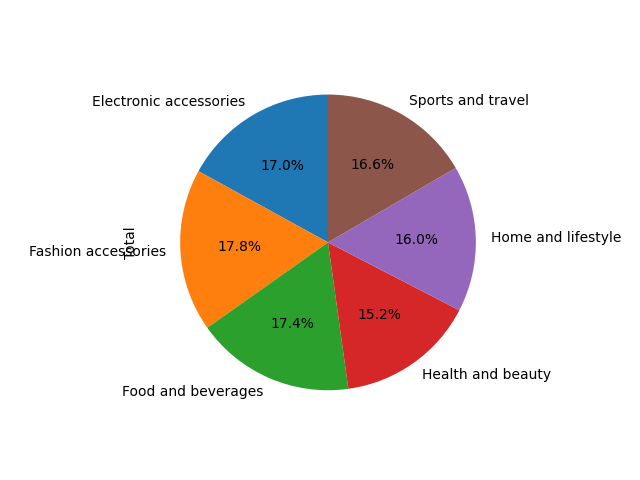 Electronic accessories
17.0%
Sports and travel
16.6%
Fashion accessories
17.8%
Total
Home and lifestyle
16.0%
Food and beverages
17.4%
Health and beauty
15.2%